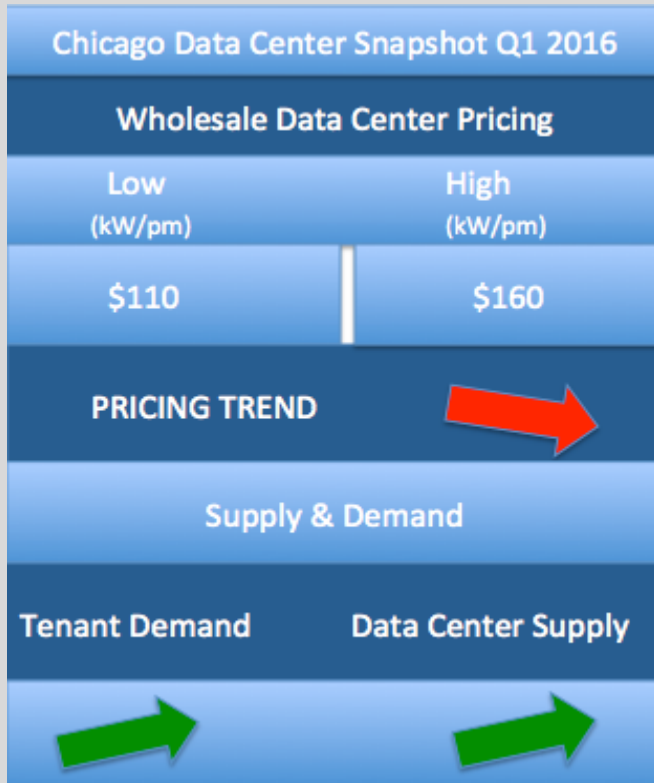 Chicago Data Center Snapshot Q1 2016
Wholesale Data Center Pricing
Low High
(kW/pm) (kW/pm)
$110 $160
PRICING TREND
Supply & Demand
Tenant Demand Data Center Supply